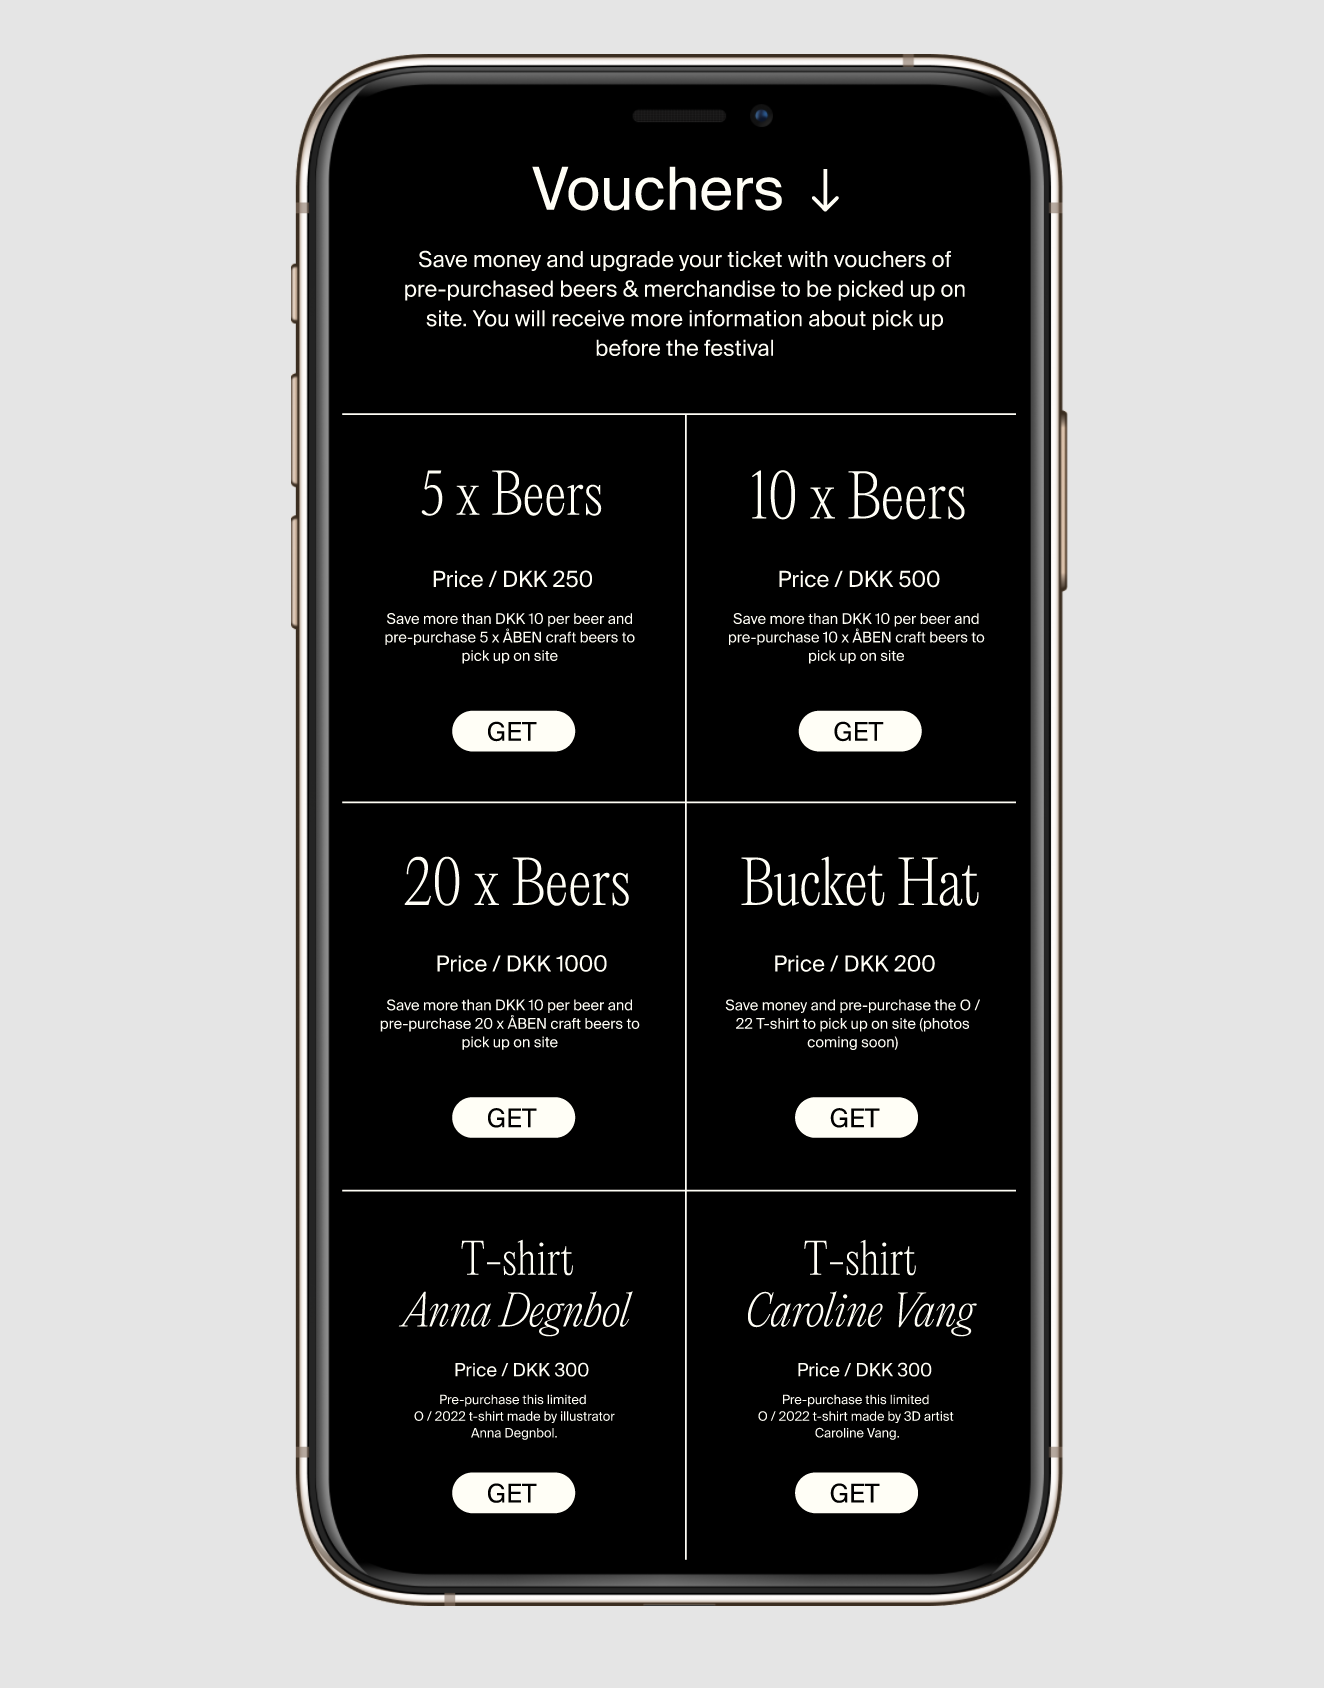 Vouchers ↓
Save money and upgrade your ticket with vouchers of
pre-purchased beers & merchandise to be picked up on
site. You will receive more information about pick up
before the festival
5 x Beers
Price / DKK 250
Save more than DKK 10 per beer and
pre-purchase 5 x ÅBEN craft beers to
pick up on site
GET
10 x Beers
Price / DKK 500
Save more than DKK 10 per beer and
pre-purchase 10 x ÅBEN craft beers to
pick up on site
GET
20 x Beers
Price / DKK 1000
Save more than DKK 10 per beer and
pre-purchase 20 x ÅBEN craft beers to
pick up on site
GET
Bucket Hat
Price / DKK 200
Save money and pre-purchase the O /
22 T-shirt to pick up on site (photos
coming soon)
GET
T-shirt
Anna Degnbol
Price / DKK 300
Pre-purchase this limited
O / 2022 t-shirt made by illustrator
Anna Degnbol.
GET
T-shirt
Caroline Vang
Price / DKK 300
Pre-purchase this limited
O / 2022 t-shirt made by 3D artist
Caroline Vang.
GET